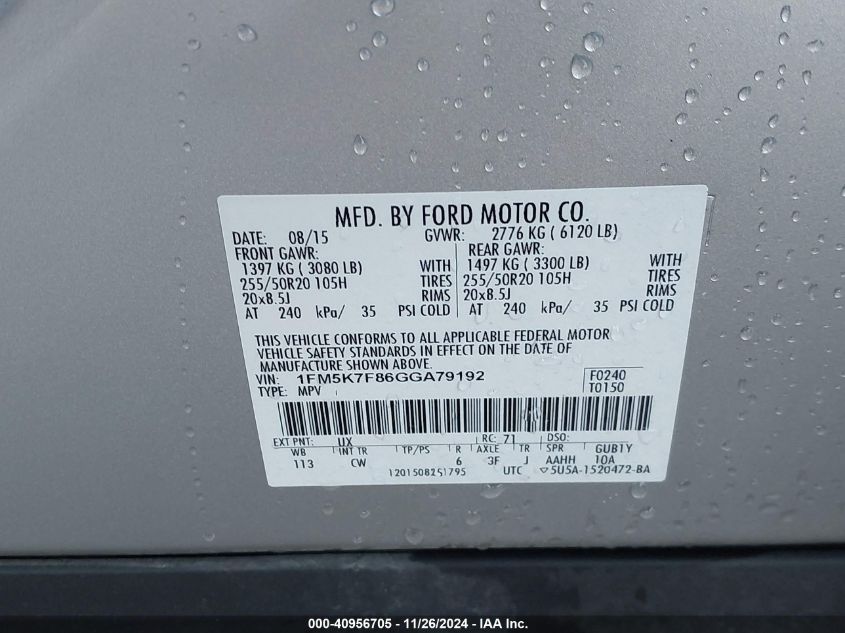 MFD. BY FORD MOTOR CO.
DATE: 08/15 GVWR: 2776 KG ( 6120 LB)
FRONT GAWR: REAR GAWR:
1397 KG ( 3080 LB) WITH 1497 KG ( 3300 LB) WITH
255/50R20 105H TIRES 255/50R20 105H TIRES
20x8.5J RIMS 20x8.5J RIMS
AT 240 kPa/ 35 PSI COLD AT 240 kPa/ 35 PSI COLD
THIS VEHICLE CONFORMS TO ALL APPLICABLE FEDERAL MOTOR
VEHICLE SAFETY STANDARDS IN EFFECT ON THE DATE OF
MANUFACTURE SHOWN ABOVE.
VIN: 1FM5K7F86GGA79192 F0240
TYPE: MPV T0150
EXT PNT: UX RC: 71 DSO:
WB INT TR TP/PS R AXLE TR SPR GUB1Y
113 CW 6 3F J AAHH 10A
1201508251795 UTC ▽5U5A-1520472-BA
000-40956705 - 11/26/2024 - IAA Inc.